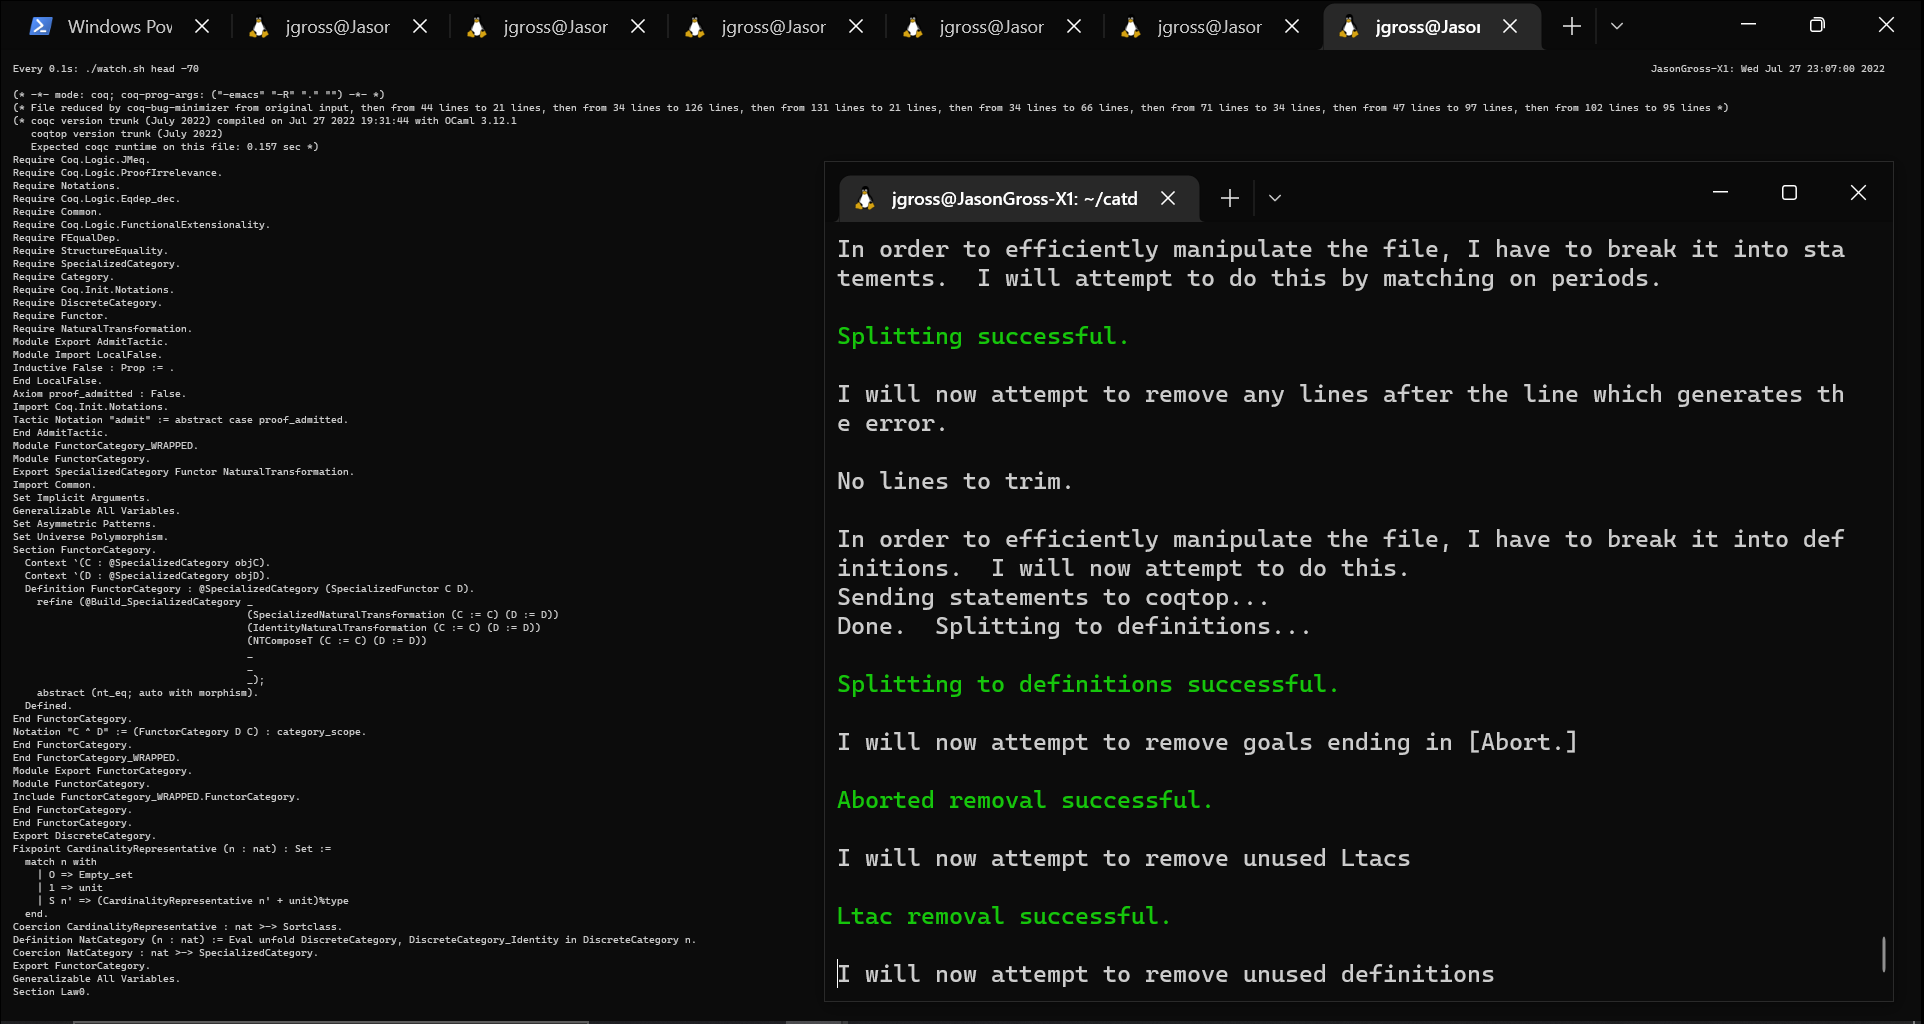 Windows Pov
jgross@Jasor
jgross@Jasor
jgross@Jasor
jgross@Jasor
jgross@Jasor
jgross@Jasor
Every 0.1s: ./watch.sh head -70
JasonGross-X1: Wed Jul 27 23:07:00 2022
(* -*- mode: coq; coq-prog-args: ("-emacs" "-R" "." "") -*- *)
(* File reduced by coq-bug-minimizer from original input, then from 44 lines to 21 lines, then from 34 lines to 126 lines, then from 131 lines to 21 lines, then from 34 lines to 66 lines, then from 71 lines to 34 lines, then from 47 lines to 97 lines, then from 102 lines to 95 lines *)
(* coqc version trunk (July 2022) compiled on Jul 27 2022 19:31:44 with OCaml 3.12.1
coqtop version trunk (July 2022)
Expected coqc runtime on this file: 0.157 sec *)
Require Coq.Logic.JMeq.
Require Coq.Logic.ProofIrrelevance.
Require Notations.
Require Coq.Logic.Eqdep_dec.
Require Common.
Require Coq.Logic.FunctionalExtensionality.
Require FEqualDep.
Require StructureEquality.
Require SpecializedCategory.
Require Category.
Require Coq.Init.Notations.
Require DiscreteCategory.
Require Functor.
Require NaturalTransformation.
Module Export AdmitTactic.
Module Import LocalFalse.
Inductive False : Prop := .
End LocalFalse.
Axiom proof_admitted : False.
Import Coq.Init.Notations.
Tactic Notation "admit" := abstract case proof_admitted.
End AdmitTactic.
Module FunctorCategory_WRAPPED.
Module FunctorCategory.
Export SpecializedCategory Functor NaturalTransformation.
Import Common.
Set Implicit Arguments.
Generalizable All Variables.
Set Asymmetric Patterns.
Set Universe Polymorphism.
Section FunctorCategory.
Context `(C : @SpecializedCategory objC).
Context `(D : @SpecializedCategory objD).
Definition FunctorCategory : @SpecializedCategory (SpecializedFunctor C D).
refine (@Build_SpecializedCategory _
(SpecializedNaturalTransformation (C := C) (D := D))
(IdentityNaturalTransformation (C := C) (D := D))
(NTComposeT (C := C) (D := D))
_
_
_);
abstract (nt_eq; auto with morphism).
Defined.
End FunctorCategory.
Notation "C ^ D" := (FunctorCategory D C) : category_scope.
End FunctorCategory.
End FunctorCategory_WRAPPED.
Module Export FunctorCategory.
Module FunctorCategory.
Include FunctorCategory_WRAPPED.FunctorCategory.
End FunctorCategory.
End FunctorCategory.
Export DiscreteCategory.
Fixpoint CardinalityRepresentative (n : nat) : Set :=
match n with
| O => Empty_set
| 1 => unit
| S n' => (CardinalityRepresentative n' + unit)%type
end.
Coercion CardinalityRepresentative : nat >-> Sortclass.
Definition NatCategory (n : nat) := Eval unfold DiscreteCategory, DiscreteCategory_Identity in DiscreteCategory n.
Coercion NatCategory : nat >-> SpecializedCategory.
Export FunctorCategory.
Generalizable All Variables.
Section Law0.
jgross@JasonGross-X1: ~/catd
In order to efficiently manipulate the file, I have to break it into sta
tements.  I will attempt to do this by matching on periods.
Splitting successful.
I will now attempt to remove any lines after the line which generates th
e error.
No lines to trim.
In order to efficiently manipulate the file, I have to break it into def
initions.  I will now attempt to do this.
Sending statements to coqtop...
Done.  Splitting to definitions...
Splitting to definitions successful.
I will now attempt to remove goals ending in [Abort.]
Aborted removal successful.
I will now attempt to remove unused Ltacs
Ltac removal successful.
I will now attempt to remove unused definitions